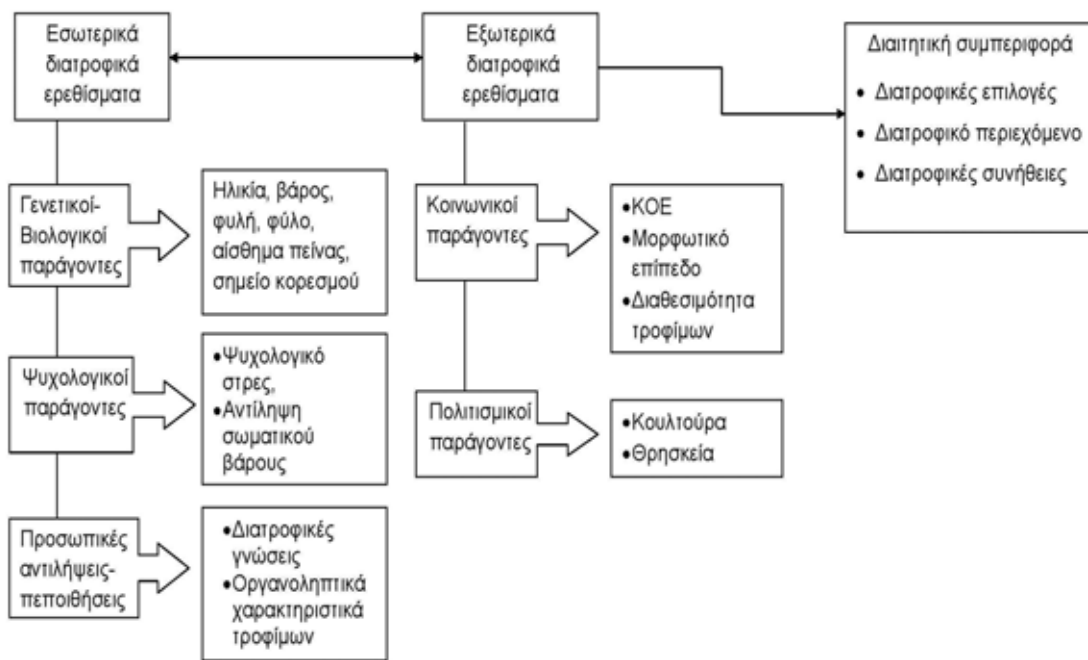 Εσωτερικά
διατροφικά
ερεθίσματα
Εξωτερικά
διατροφικά
ερεθίσματα
Διαιτητική συμπεριφορά
• Διατροφικές επιλογές
• Διατροφικό περιεχόμενο
• Διατροφικές συνήθειες
Γενετικοί-
Βιολογικοί
παράγοντες
Ηλικία, βάρος,
φυλή, φύλο,
αίσθημα πείνας,
σημείο κορεσμού
Κοινωνικοί
παράγοντες
•ΚΟΕ
•Μορφωτικό
επίπεδο
•Διαθεσιμότητα
τροφίμων
Ψυχολογικοί
παράγοντες
•Ψυχολογικό
στρες,
•Αντίληψη
σωματικού
βάρους
Πολιτισμικοί
παράγοντες
•Κουλτούρα
•Θρησκεία
Προσωπικές
αντιλήψεις-
πεποιθήσεις
•Διατροφικές
γνώσεις
•Οργανοληπτικά
χαρακτηριστικά
τροφίμων